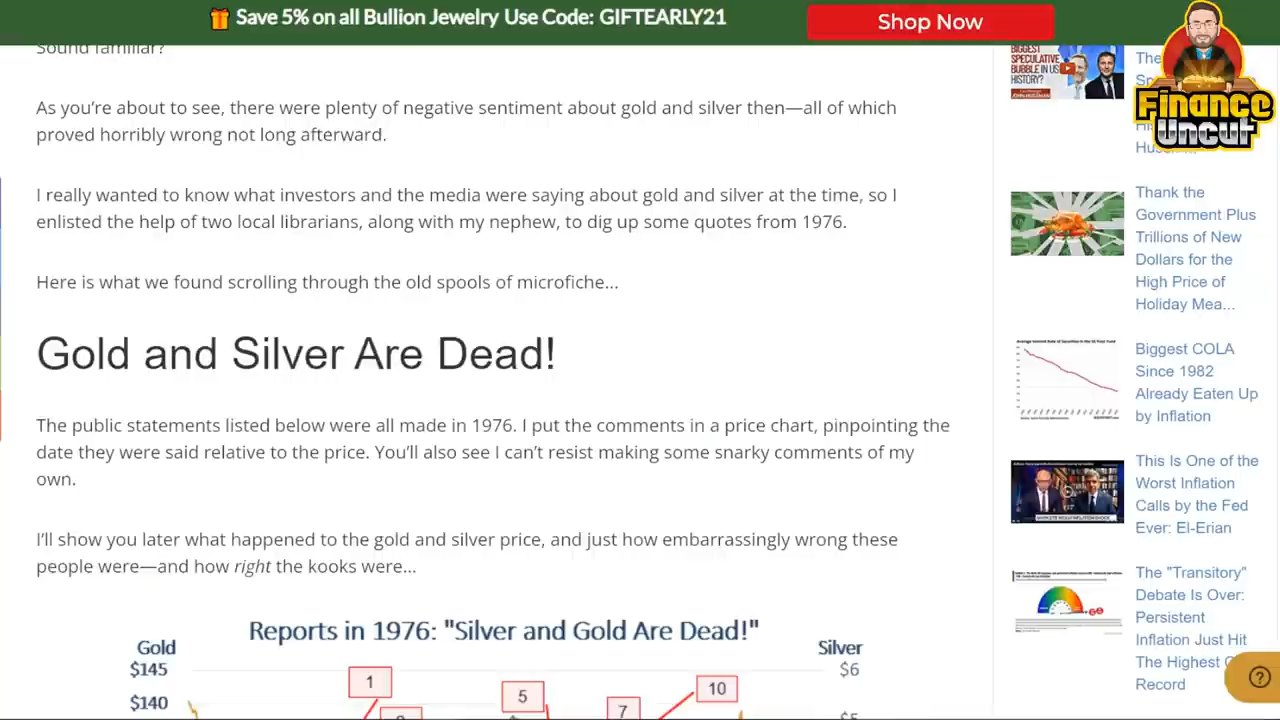 Save 5% on all Bullion Jewelry Use Code: GIFTEARLY21
Shop Now
Finance
Uncut
Sound familiar?
As you’re about to see, there were plenty of negative sentiment about gold and silver then—all of which
proved horribly wrong not long afterward.
I really wanted to know what investors and the media were saying about gold and silver at the time, so I
enlisted the help of two local librarians, along with my nephew, to dig up some quotes from 1976.
Here is what we found scrolling through the old spools of microfiche...
Gold and Silver Are Dead!
The public statements listed below were all made in 1976. I put the comments in a price chart, pinpointing the
date they were said relative to the price. You’ll also see I can’t resist making some snarky comments of my
own.
I’ll show you later what happened to the gold and silver price, and just how embarrassingly wrong these
people were—and how right the kooks were...
Reports in 1976: "Silver and Gold Are Dead!"
Gold
Silver
$145
$6
$140
$5
1
5
7
10
BIGGEST
SPECULATIVE
BUBBLE IN US
HISTORY?
The
Thank the
Government Plus
Trillions of New
Dollars for the
High Price of
Holiday Mea...
Biggest COLA
Since 1982
Already Eaten Up
by Inflation
This Is One of the
Worst Inflation
Calls by the Fed
Ever: El-Erian
The "Transitory"
Debate Is Over:
Persistent
Inflation Just Hit
The Highest
Record